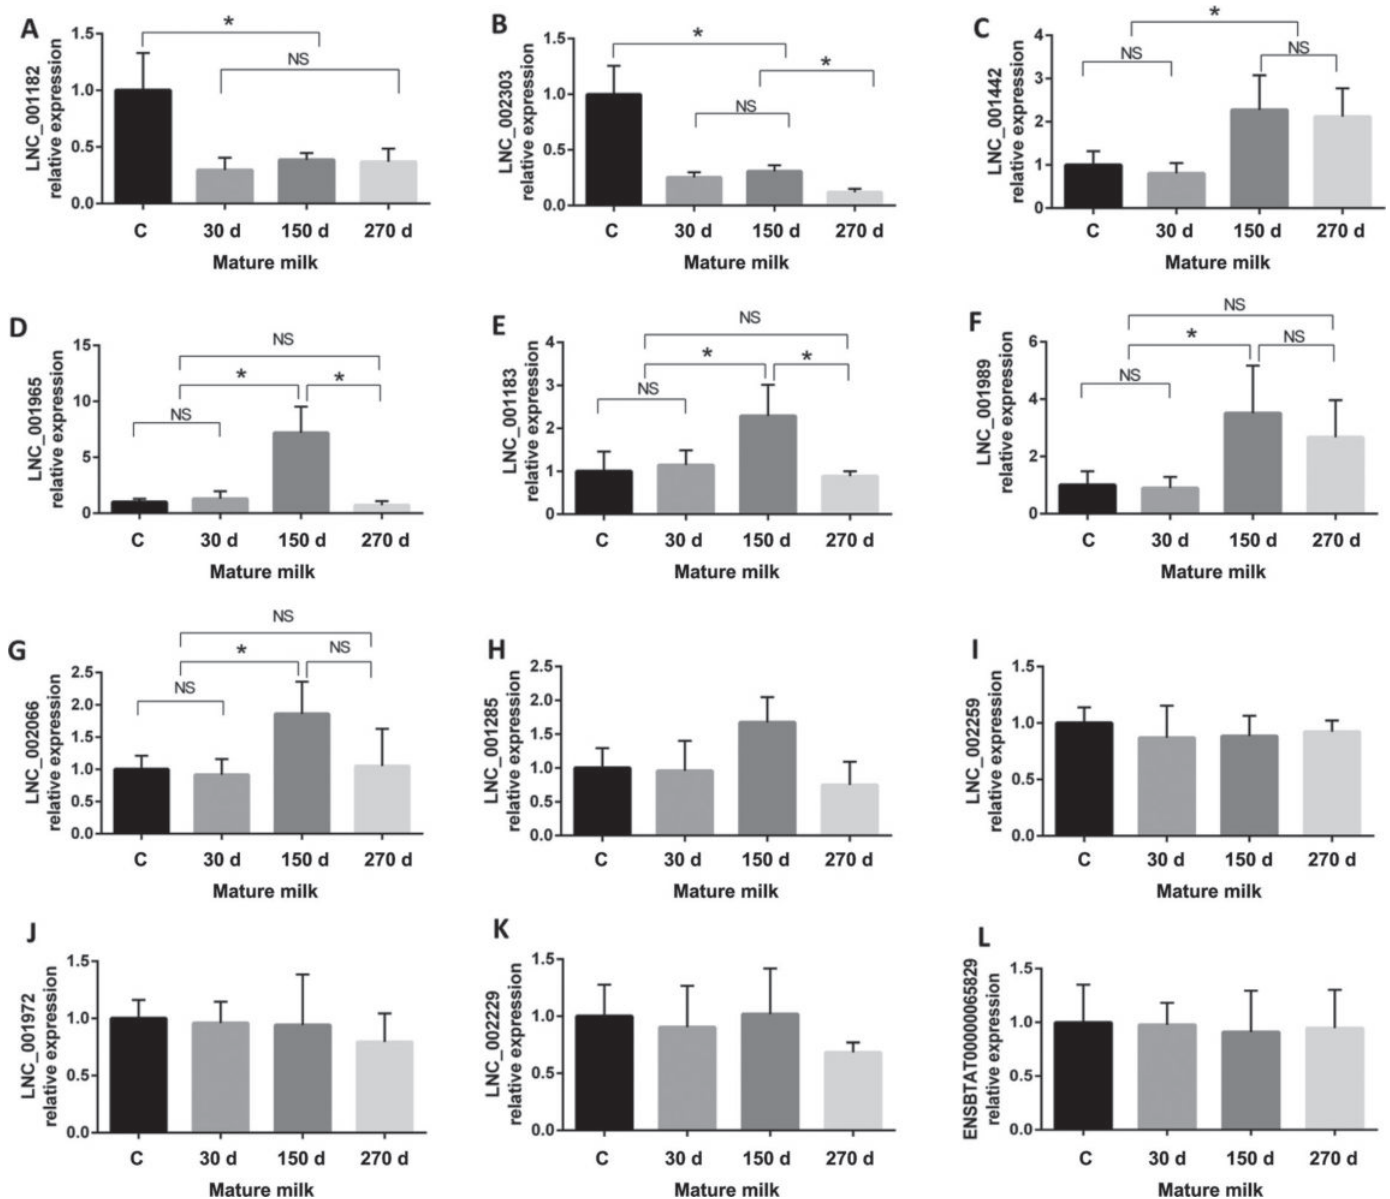 A
LNC_001182
relative expression
1.5
1.0
0.5
0.0
*
NS
C 30 d 150 d 270 d
Mature milk
B
LNC_002303
relative expression
1.5
1.0
0.5
0.0
*
*
NS
C 30 d 150 d 270 d
Mature milk
C
LNC_001442
relative expression
4
3
2
1
0
*
NS
NS
C 30 d 150 d 270 d
Mature milk
D
LNC_001965
relative expression
15
10
5
0
NS
* *
NS
C 30 d 150 d 270 d
Mature milk
E
LNC_001183
relative expression
4
3
2
1
0
NS
* *
NS
C 30 d 150 d 270 d
Mature milk
F
LNC_001989
relative expression
6
4
2
0
NS
* NS
NS
C 30 d 150 d 270 d
Mature milk
G
LNC_002066
relative expression
2.5
2.0
1.5
1.0
0.5
0.0
NS
* NS
NS
C 30 d 150 d 270 d
Mature milk
H
LNC_001285
relative expression
2.5
2.0
1.5
1.0
0.5
0.0
C 30 d 150 d 270 d
Mature milk
I
LNC_002259
relative expression
1.5
1.0
0.5
0.0
C 30 d 150 d 270 d
Mature milk
J
LNC_001972
relative expression
1.5
1.0
0.5
0.0
C 30 d 150 d 270 d
Mature milk
K
LNC_002229
relative expression
1.5
1.0
0.5
0.0
C 30 d 150 d 270 d
Mature milk
L
ENSBTAT00000065829
relative expression
1.5
1.0
0.5
0.0
C 30 d 150 d 270 d
Mature milk